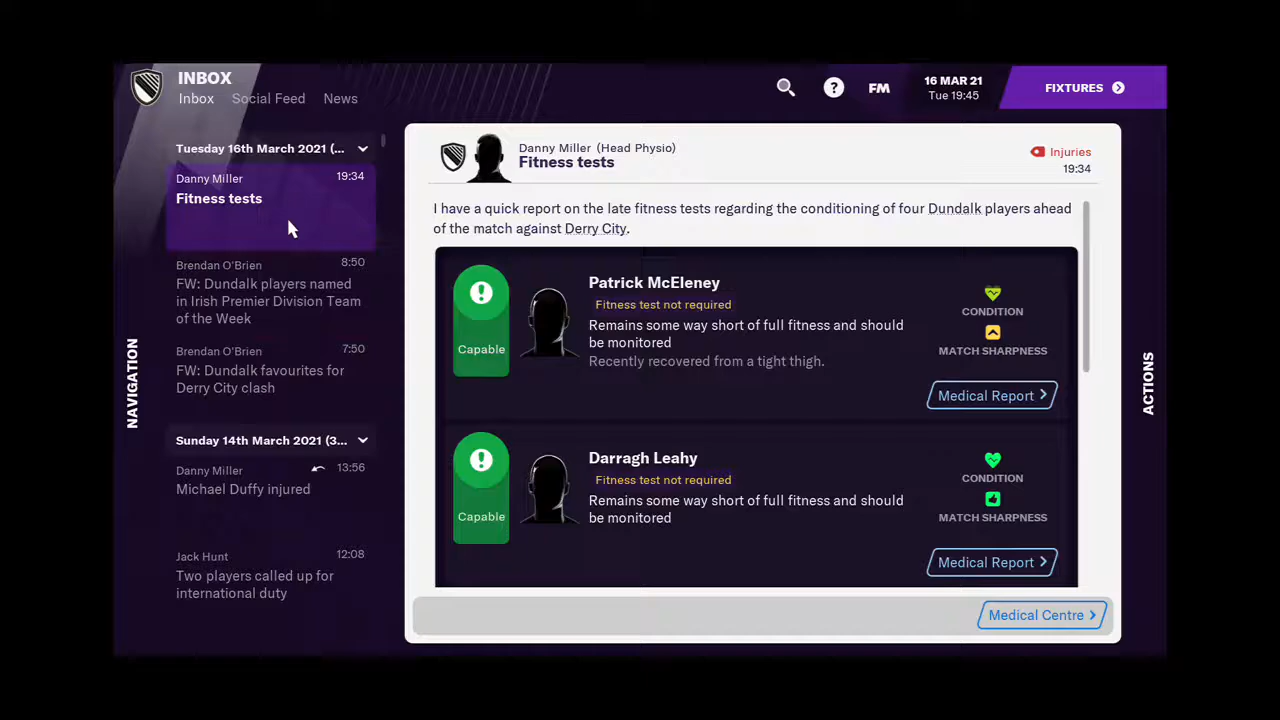 INBOX
Inbox Social Feed News
FM
16 MAR 21
Tue 19:45
FIXTURES
NAVIGATION
Tuesday 16th March 2021 (...
Danny Miller 19:34
Fitness tests
Brendan O'Brien 8:50
FW: Dundalk players named
in Irish Premier Division Team
of the Week
Brendan O'Brien 7:50
FW: Dundalk favourites for
Derry City clash
Sunday 14th March 2021 (3...
Danny Miller 13:56
Michael Duffy injured
Jack Hunt 12:08
Two players called up for
international duty
Danny Miller (Head Physio)
Fitness tests
Injuries
19:34
I have a quick report on the late fitness tests regarding the conditioning of four Dundalk players ahead
of the match against Derry City.
Capable
Patrick McEleney
Fitness test not required
Remains some way short of full fitness and should
be monitored
Recently recovered from a tight thigh.
CONDITION
MATCH SHARPNESS
Medical Report
Capable
Darragh Leahy
Fitness test not required
Remains some way short of full fitness and should
be monitored
CONDITION
MATCH SHARPNESS
Medical Report
Medical Centre
ACTIONS